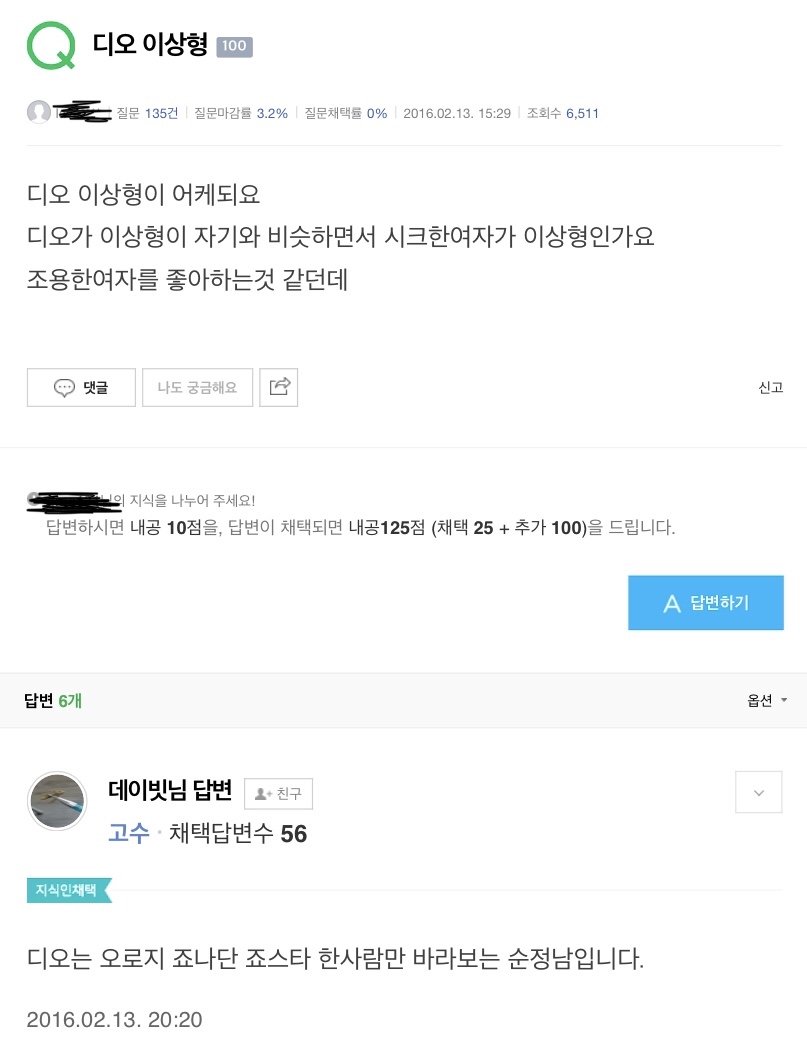 디오 이상형 100
질문 135건 질문마감률 3.2% 질문채택률 0% 2016.02.13. 15:29 조회수 6,511
디오 이상형이 어케되요
디오가 이상형이 자기와 비슷하면서 시크한여자가 이상형인가요
조용한여자를 좋아하는것 같던데
댓글 나도 궁금해요 신고
님의 지식을 나누어 주세요!
답변하시면 내공 10점을, 답변이 채택되면 내공125점 (채택 25 + 추가 100)을 드립니다.
A 답변하기
답변 6개 옵션
데이빗님 답변 친구
고수 · 채택답변수 56
지식인채택
디오는 오로지 죠나단 죠스타 한사람만 바라보는 순정남입니다.
2016.02.13. 20:20